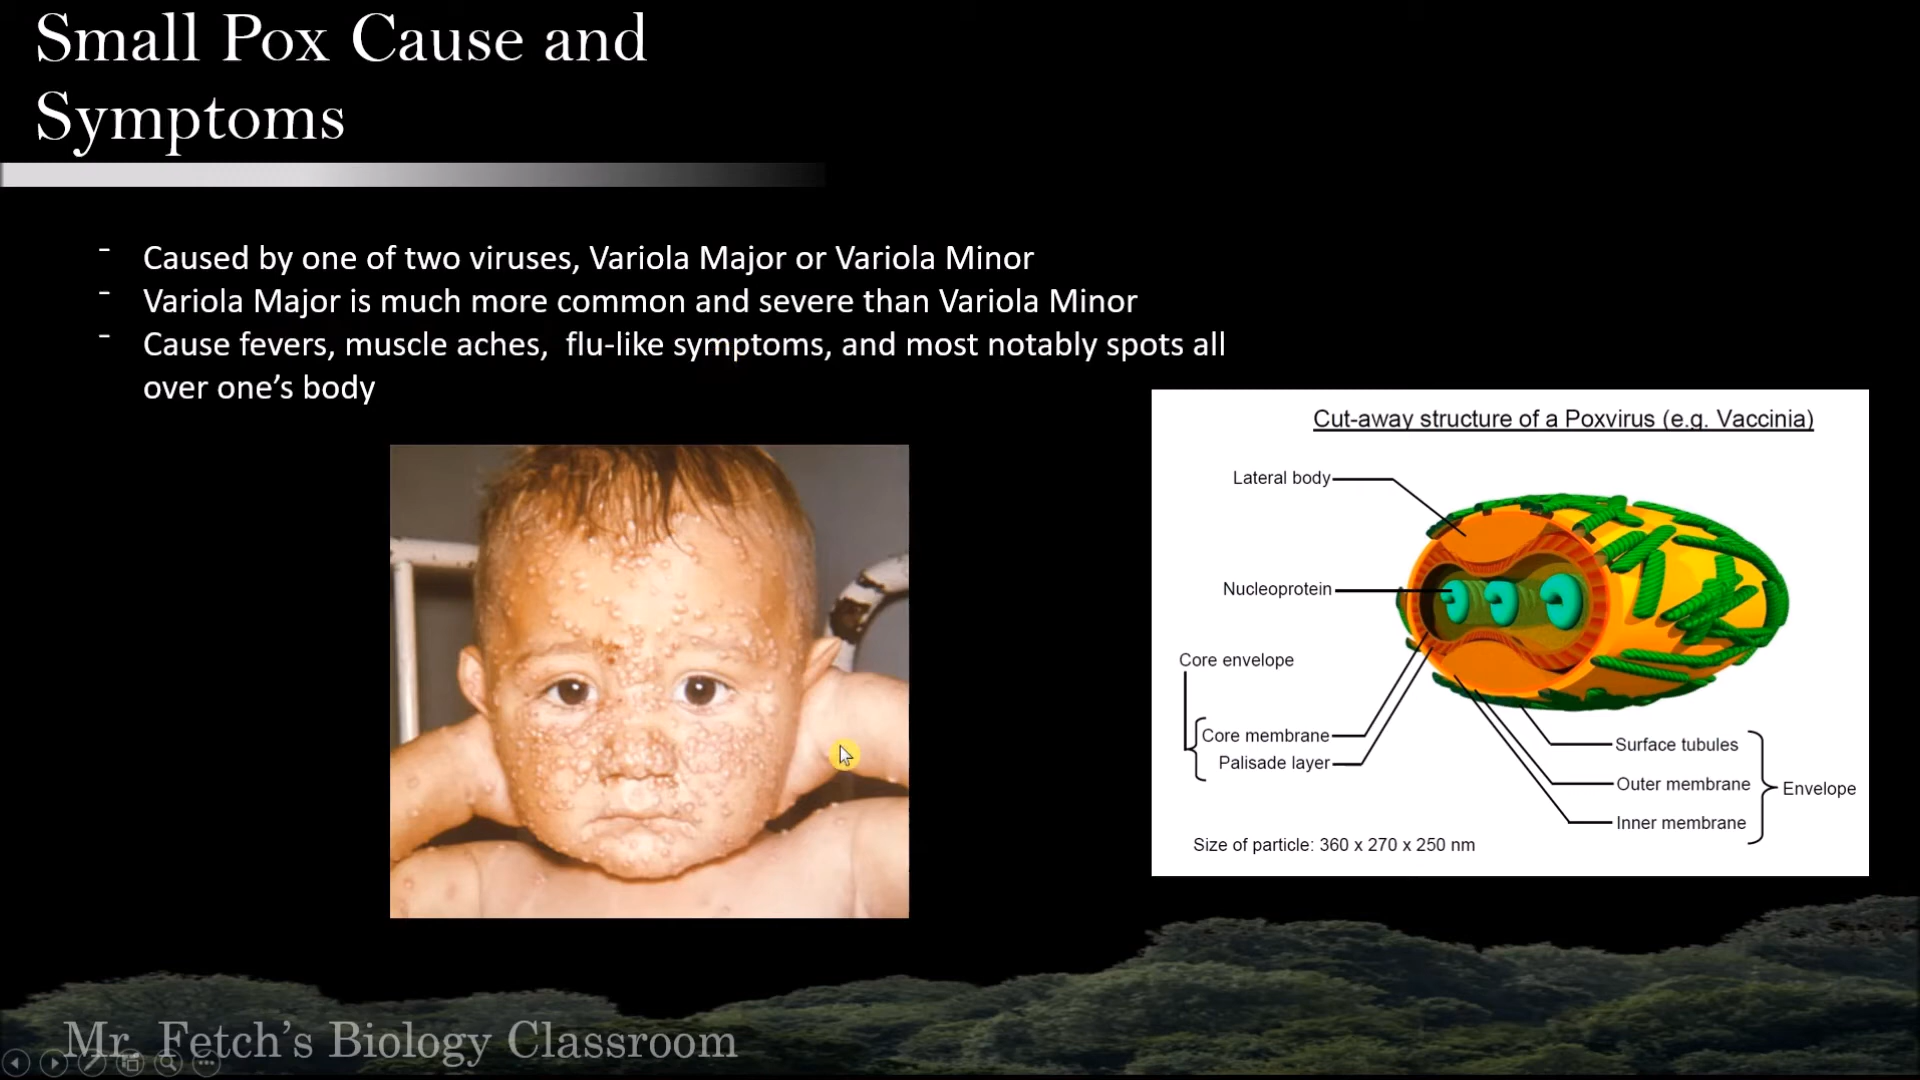 Small Pox Cause and
Symptoms
- Caused by one of two viruses, Variola Major or Variola Minor
- Variola Major is much more common and severe than Variola Minor
- Cause fevers, muscle aches,  flu-like symptoms, and most notably spots all
over one’s body
Cut-away structure of a Poxvirus (e.g. Vaccinia)
Lateral body
Nucleoprotein
Core envelope
Core membrane
Palisade layer
Surface tubules
Outer membrane
Envelope
Inner membrane
Size of particle: 360 x 270 x 250 nm
Mr. Fetch’s Biology Classroom